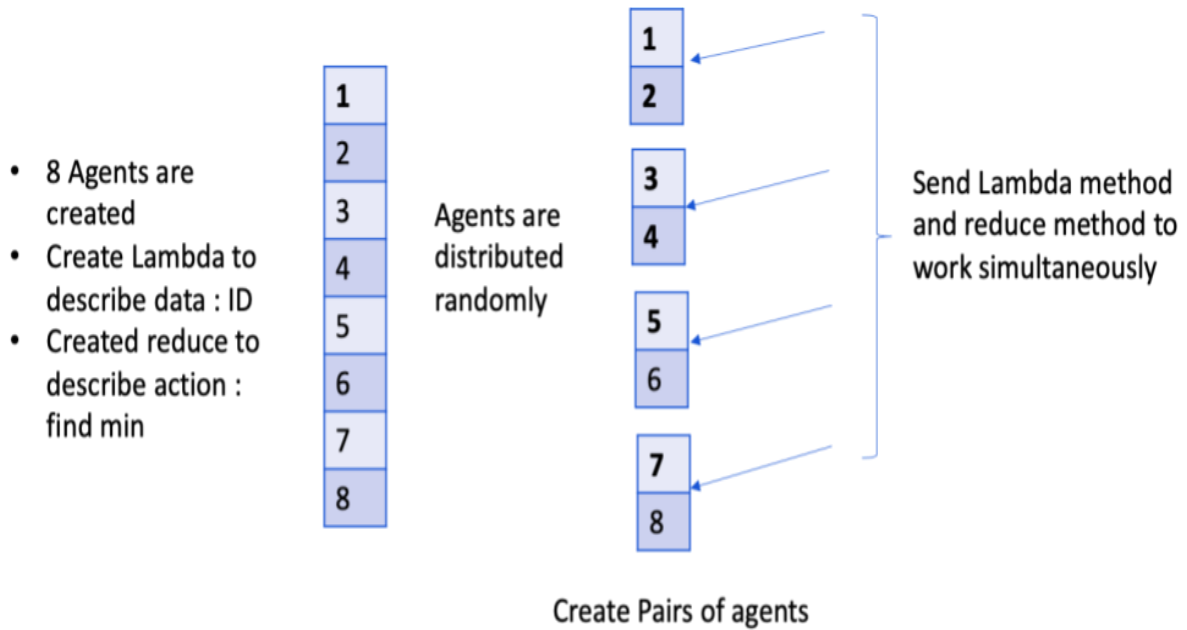 • 8 Agents are
created
• Create Lambda to
describe data : ID
• Created reduce to
describe action :
find min
1
2
3
4
5
6
7
8
Agents are
distributed
randomly
1
2
3
4
5
6
7
8
Send Lambda method
and reduce method to
work simultaneously
Create Pairs of agents